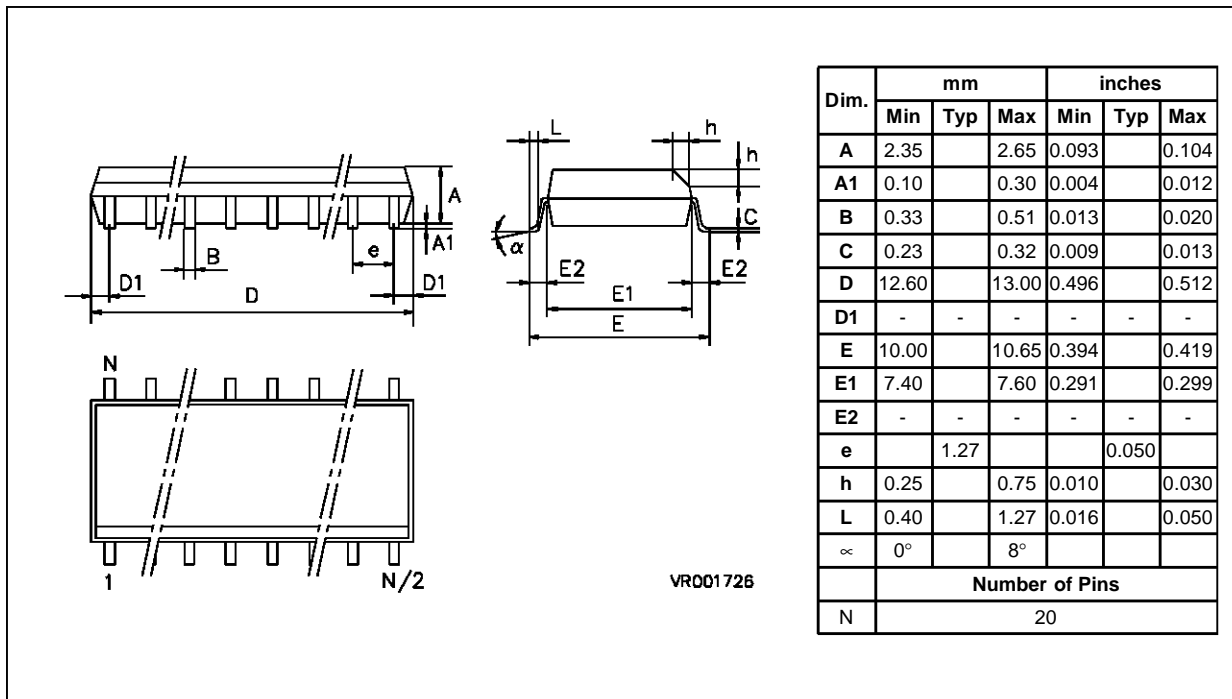 L
h
h
A
A1
C
α
B
e
D1
D
D1
E2
E2
E1
E
N
1
N/2
VR001726
Dim. mm inches
Min Typ Max Min Typ Max
A 2.35 2.65 0.093 0.104
A1 0.10 0.30 0.004 0.012
B 0.33 0.51 0.013 0.020
C 0.23 0.32 0.009 0.013
D 12.60 13.00 0.496 0.512
D1 - - - - - -
E 10.00 10.65 0.394 0.419
E1 7.40 7.60 0.291 0.299
E2 - - - - - -
e 1.27 0.050
h 0.25 0.75 0.010 0.030
L 0.40 1.27 0.016 0.050
∝ 0° 8°
Number of Pins
N 20